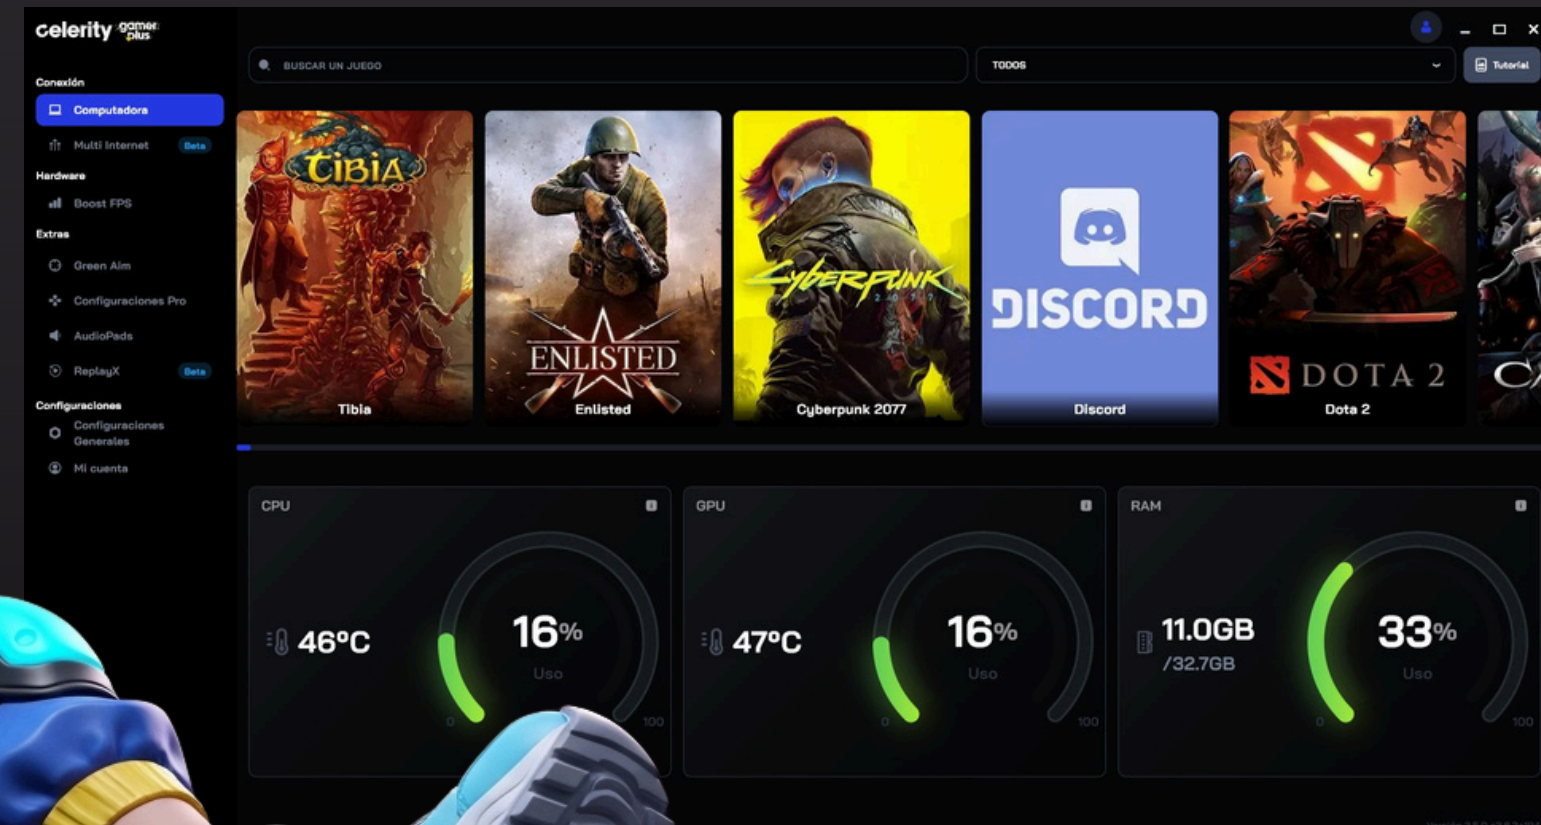 celerity gamer
plus
Conexión
Computadora
Multi Internet Beta
Hardware
Boost FPS
Extras
Green Aim
Configuraciones Pro
AudioPads
ReplayX Beta
Configuraciones
Configuraciones
Generales
Mi cuenta
BUSCAR UN JUEGO
TODOS
Tutorial
TIBIA
Tibia
ENLISTED
Enlisted
CYBERPUNK
2077
Cyberpunk 2077
DISCORD
Discord
DOTA 2
Dota 2
CPU
46ºC
16%
Uso
0 100
GPU
47ºC
16%
Uso
0 100
RAM
11.0GB
/32.7GB
33%
Uso
0 100